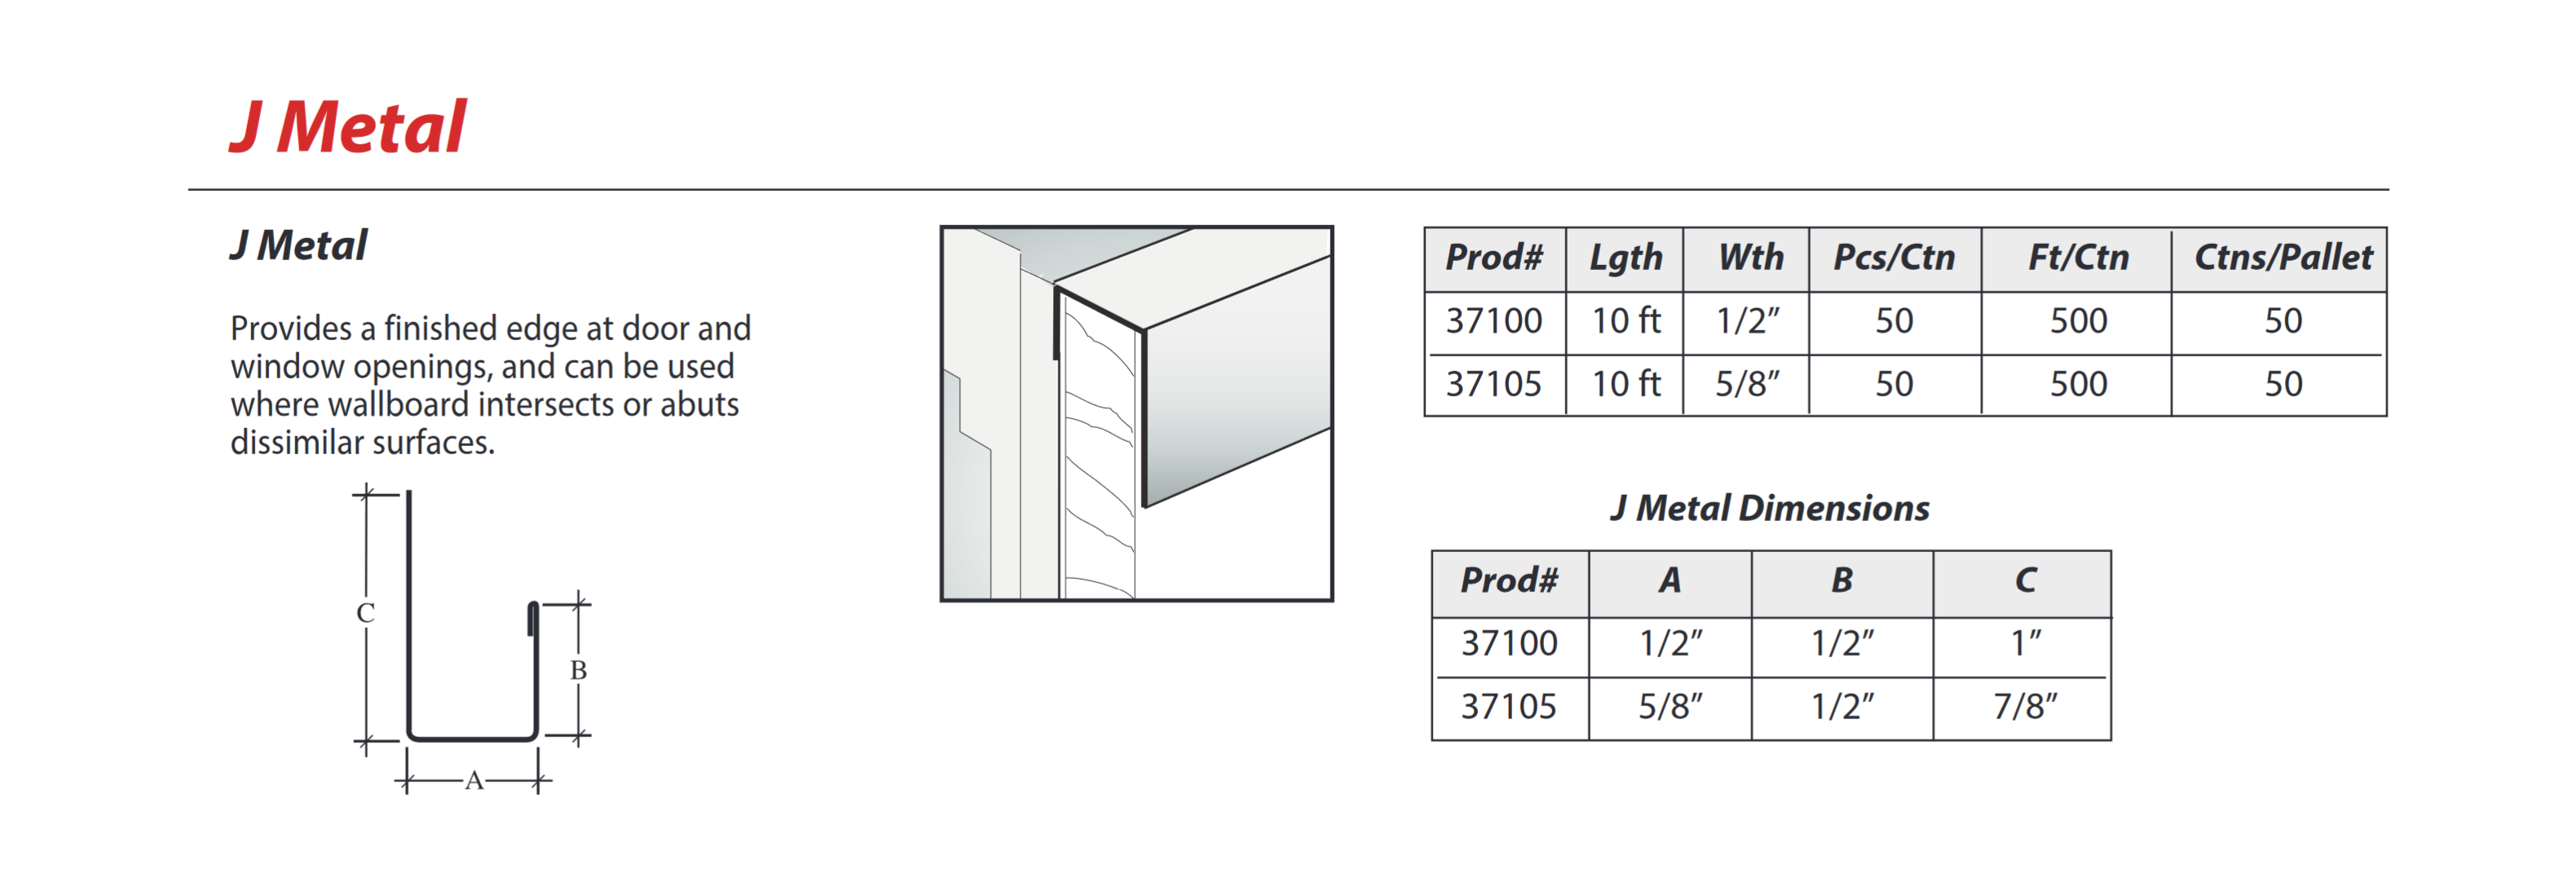 J Metal
J Metal
Provides a finished edge at door and
window openings, and can be used
where wallboard intersects or abuts
dissimilar surfaces.
C
B
A
Prod# Lgth Wth Pcs/Ctn Ft/Ctn Ctns/Pallet
37100 10 ft 1/2” 50 500 50
37105 10 ft 5/8” 50 500 50
J Metal Dimensions
Prod# A B C
37100 1/2” 1/2” 1”
37105 5/8” 1/2” 7/8”